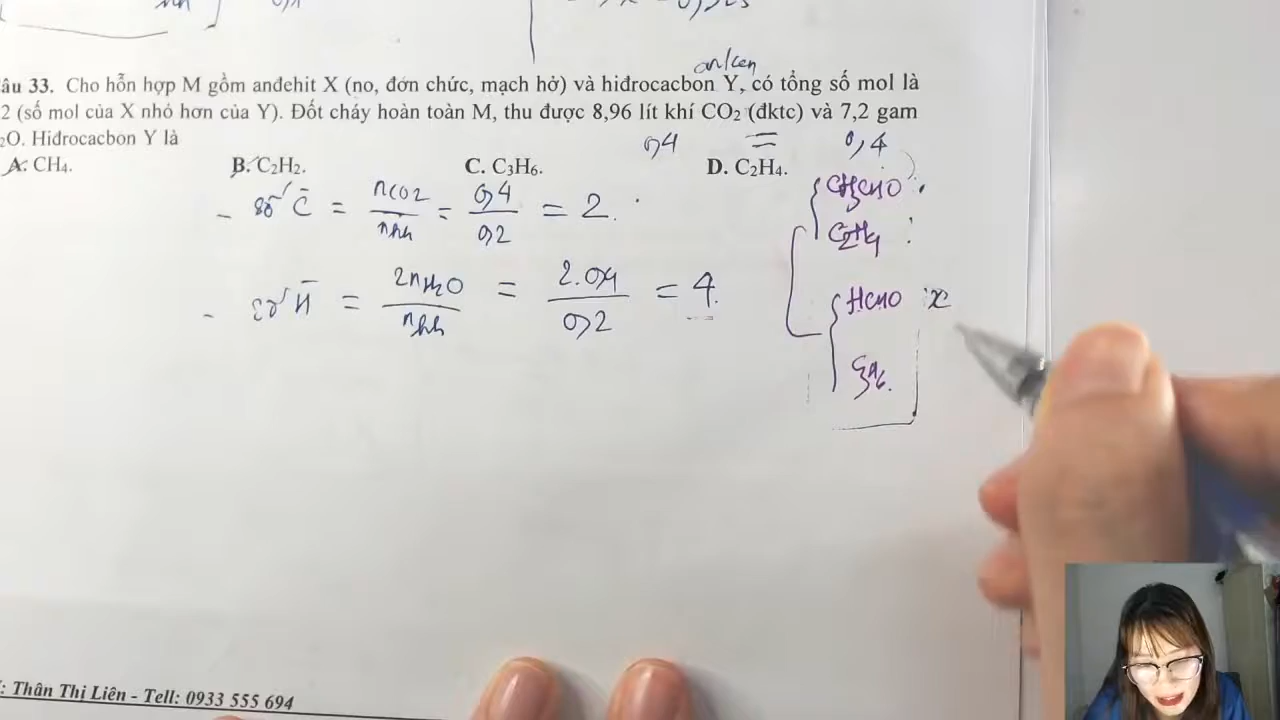 anken
âu 33. Cho hỗn hợp M gồm anđehit X (no, đơn chức, mạch hở) và hiđrocacbon Y, có tổng số mol là
2 (số mol của X nhỏ hơn của Y). Đốt cháy hoàn toàn M, thu được 8,96 lít khí CO₂ (đktc) và 7,2 gam
₂O. Hiđrocacbon Y là
0,4 0,4
A. CH₄. B. C₂H₂. C. C₃H₆. D. C₂H₄.
- số C̄ = nCO2 / nhh = 0,4 / 0,2 = 2.
CH3CHO
C2H4 :
- số H̄ = 2nH2O / nhh = 2.0,4 / 0,2 = 4.
HCHO : x
C3H6.
: Thân Thị Liên - Tell: 0933 555 694